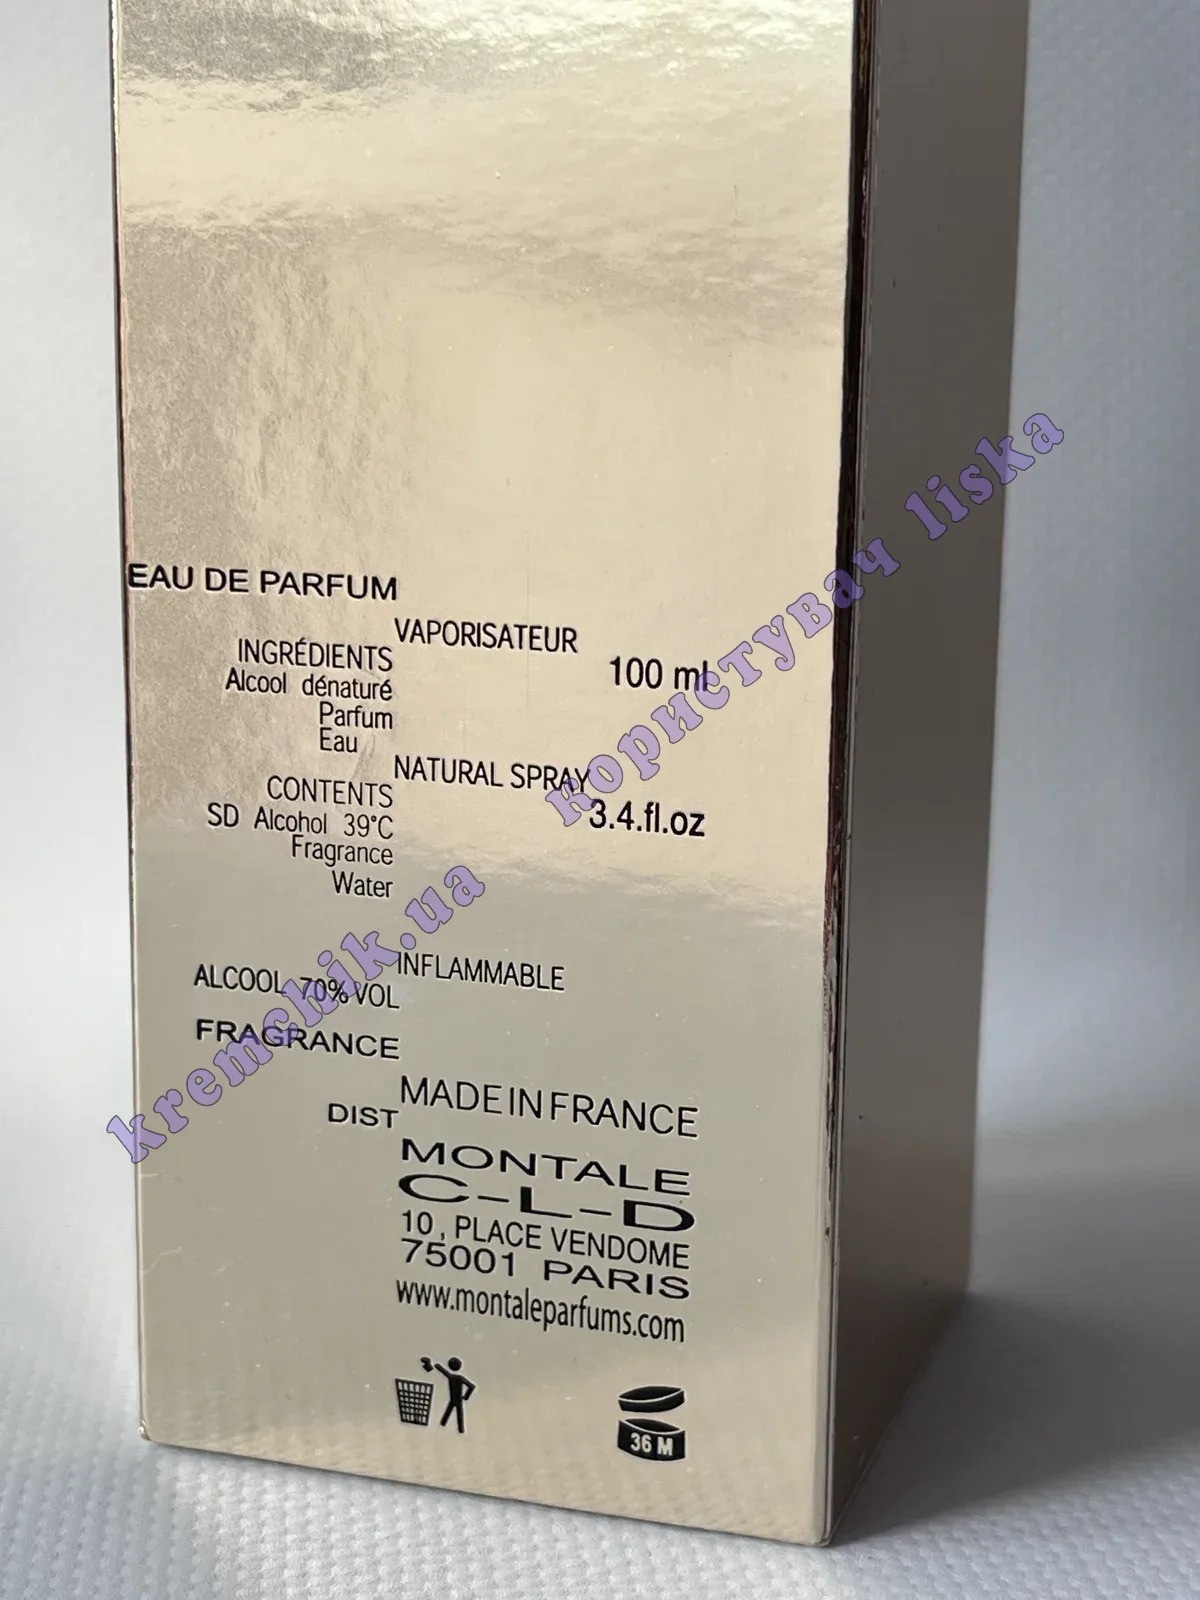 EAU DE PARFUM
VAPORISATEUR
100 ml
INGRÉDIENTS
Alcool dénaturé
Parfum
Eau
NATURAL SPRAY
3.4.fl.oz
CONTENTS
SD Alcohol 39°C
Fragrance
Water
INFLAMMABLE
ALCOOL 70% VOL
FRAGRANCE
MADE IN FRANCE
DIST
MONTALE
C-L-D
10, PLACE VENDOME
75001 PARIS
www.montaleparfums.com
36 M
kremchik.ua
користувач liska